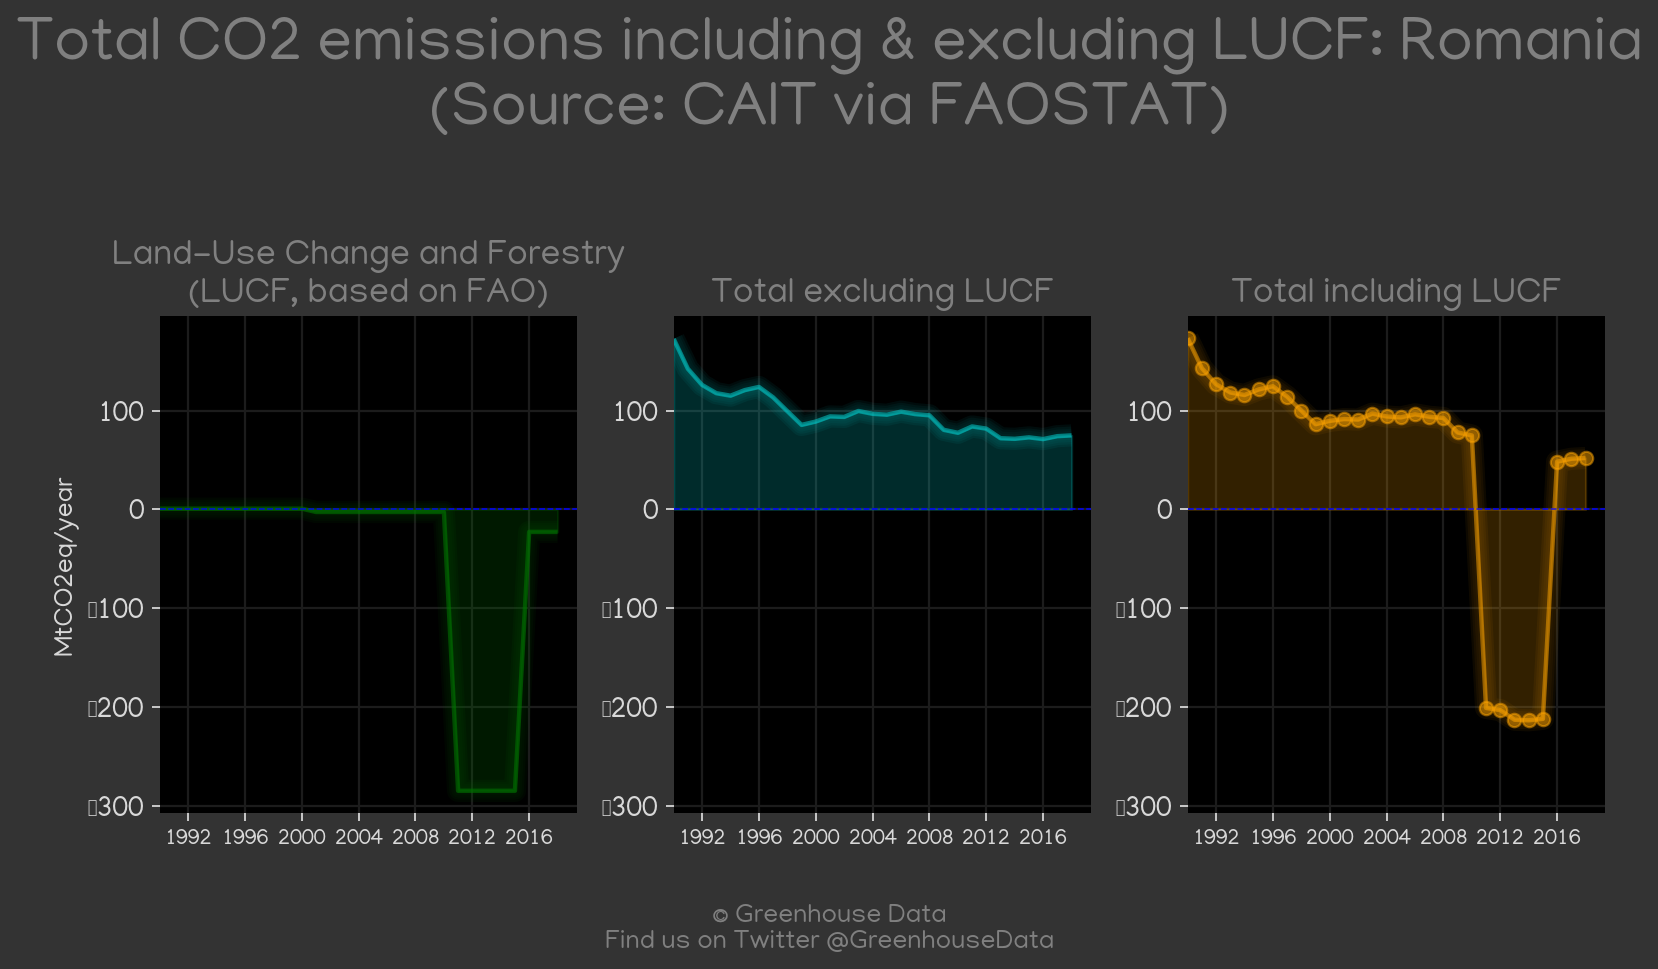 Total CO2 emissions including & excluding LUCF: Romania
(Source: CAIT via FAOSTAT)
Land-Use Change and Forestry
(LUCF, based on FAO)
MtCO2eq/year
100
0
▯100
▯200
▯300
1992 1996 2000 2004 2008 2012 2016
Total excluding LUCF
100
0
▯100
▯200
▯300
1992 1996 2000 2004 2008 2012 2016
Total including LUCF
100
0
▯100
▯200
▯300
1992 1996 2000 2004 2008 2012 2016
© Greenhouse Data
Find us on Twitter @GreenhouseData